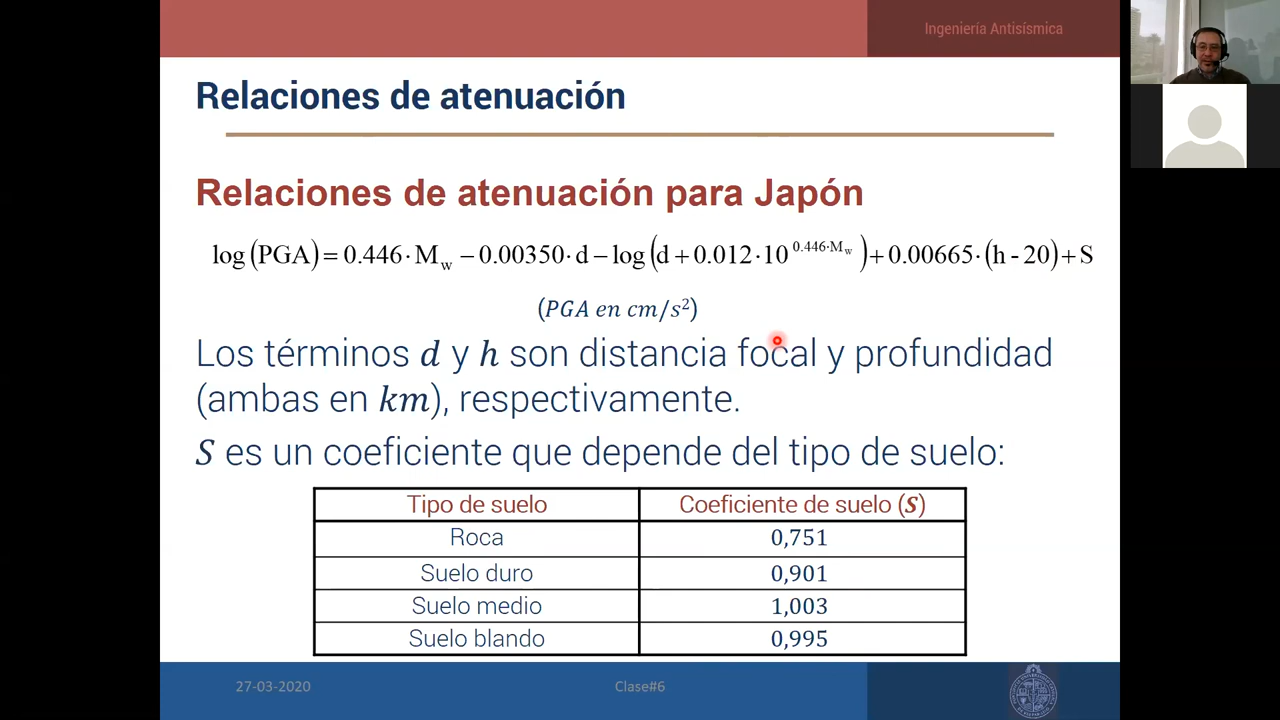 Ingeniería Antisísmica
Relaciones de atenuación
Relaciones de atenuación para Japón
log(PGA) = 0.446·M_w − 0.00350·d − log(d + 0.012·10^{0.446·M_w}) + 0.00665·(h - 20) + S
(PGA en cm/s²)
Los términos d y h son distancia focal y profundidad
(ambas en km), respectivamente.
S es un coeficiente que depende del tipo de suelo:
Tipo de suelo Coeficiente de suelo (S)
Roca 0,751
Suelo duro 0,901
Suelo medio 1,003
Suelo blando 0,995
27-03-2020 Clase#6